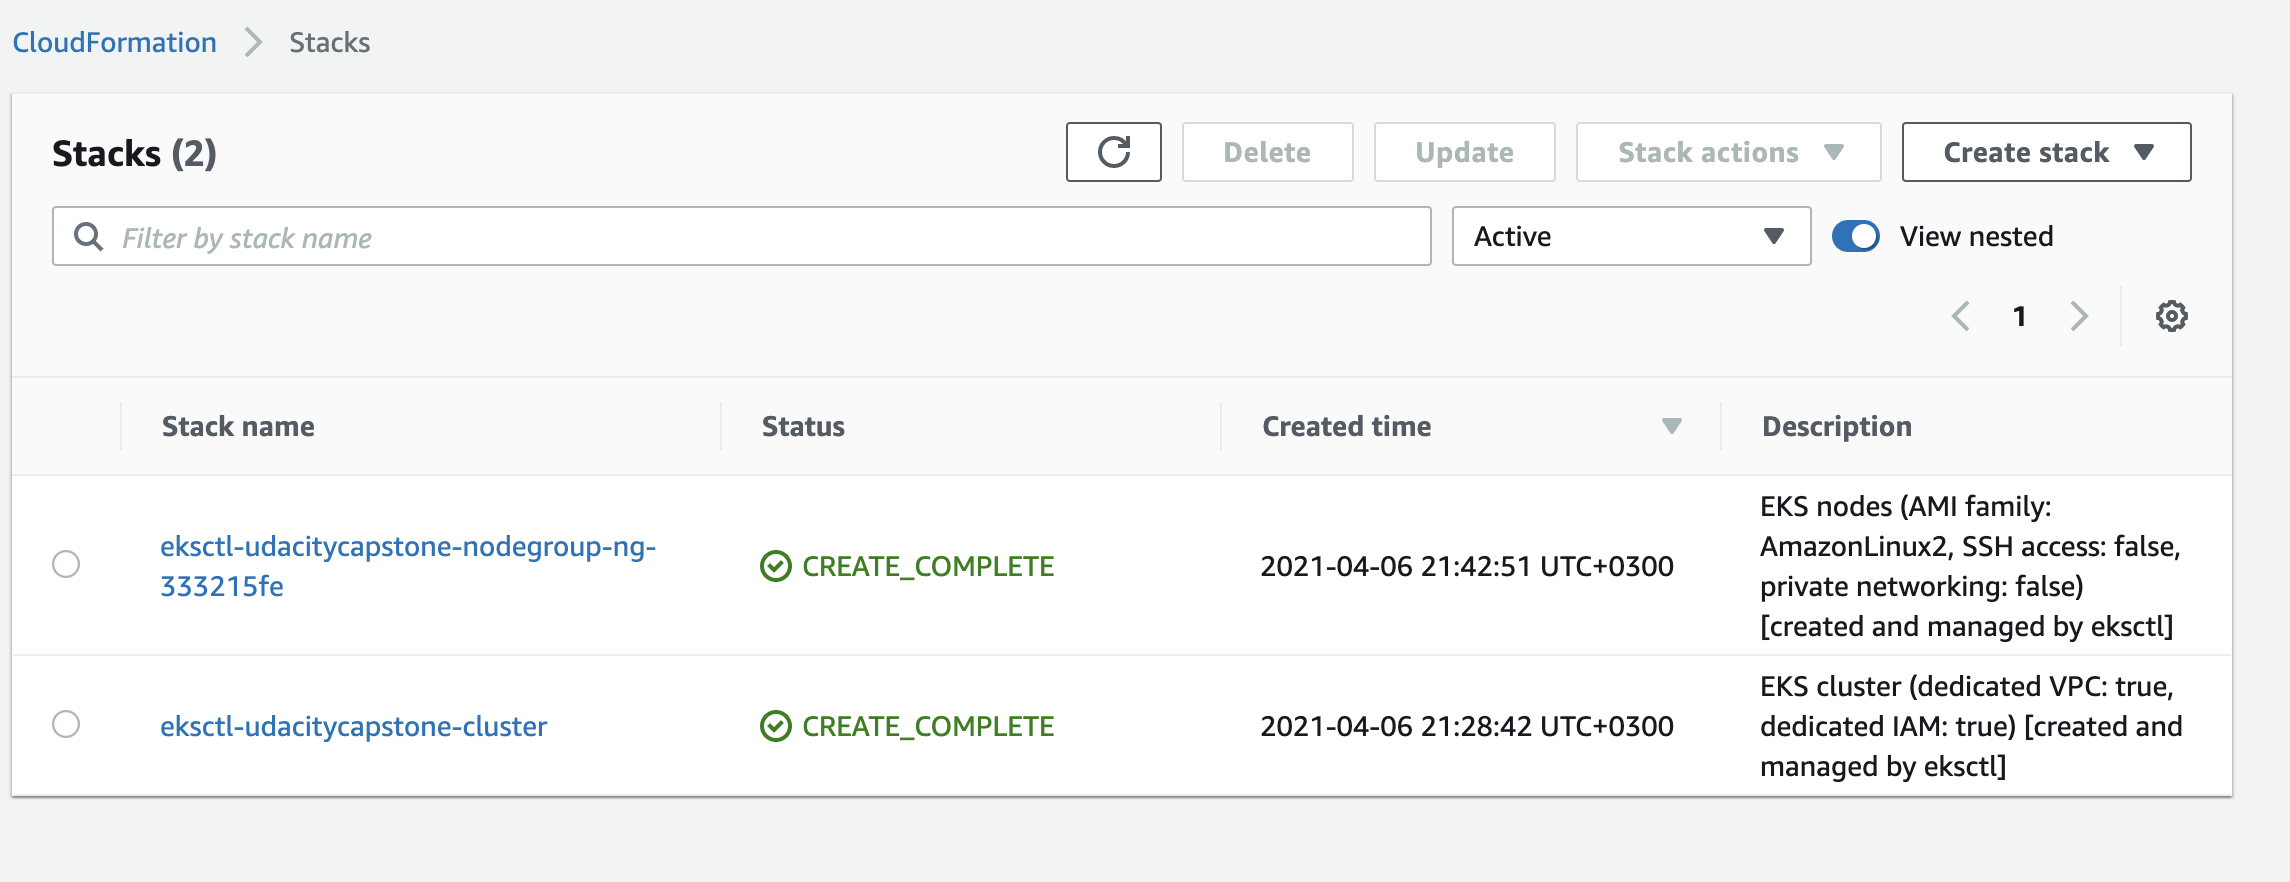 CloudFormation > Stacks
Stacks (2)
Delete
Update
Stack actions
Create stack
Filter by stack name
Active
View nested
1
Stack name
Status
Created time
Description
eksctl-udacitycapstone-nodegroup-ng-
333215fe
CREATE_COMPLETE
2021-04-06 21:42:51 UTC+0300
EKS nodes (AMI family:
AmazonLinux2, SSH access: false,
private networking: false)
[created and managed by eksctl]
eksctl-udacitycapstone-cluster
CREATE_COMPLETE
2021-04-06 21:28:42 UTC+0300
EKS cluster (dedicated VPC: true,
dedicated IAM: true) [created and
managed by eksctl]